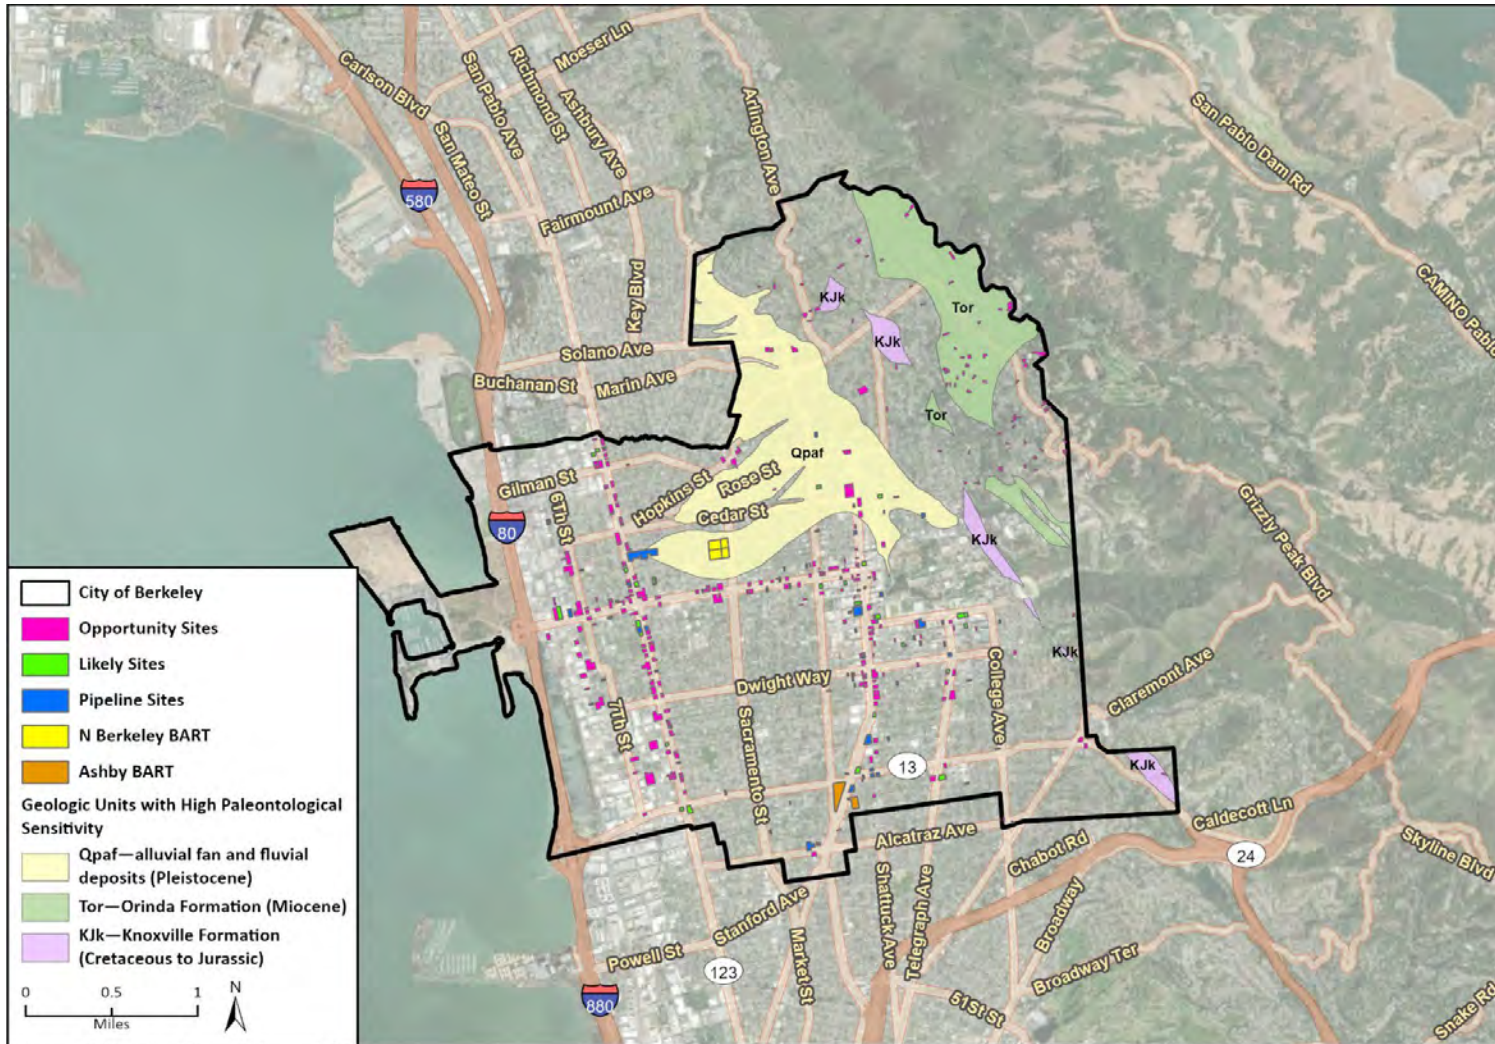 Carlson Blvd
San Pablo Ave
Richmond St
Moeser Ln
Ashbury Ave
San Mateo St
Arlington Ave
San Pablo Dam Rd
580
Fairmount Ave
CAMINO Pablo
Key Blvd
KJk
Tor
KJk
Solano Ave
Buchanan St
Marin Ave
Tor
Qpaf
Gilman St
Hopkins St
Rose St
6Th St
Cedar St
80
KJk
Grizzly Peak Blvd
KJk
College Ave
Claremont Ave
Dwight Way
7Th St
Sacramento St
13
KJk
Caldecott Ln
Alcatraz Ave
Chabot Rd
24
Skyline Blvd
Shattuck Ave
Telegraph Ave
Stanford Ave
Broadway
Powell St
Market St
123
Broadway Ter
51St St
880
Snake Rd
City of Berkeley
Opportunity Sites
Likely Sites
Pipeline Sites
N Berkeley BART
Ashby BART
Geologic Units with High Paleontological
Sensitivity
Qpaf—alluvial fan and fluvial
deposits (Pleistocene)
Tor—Orinda Formation (Miocene)
KJk—Knoxville Formation
(Cretaceous to Jurassic)
0 0.5 1
Miles
N